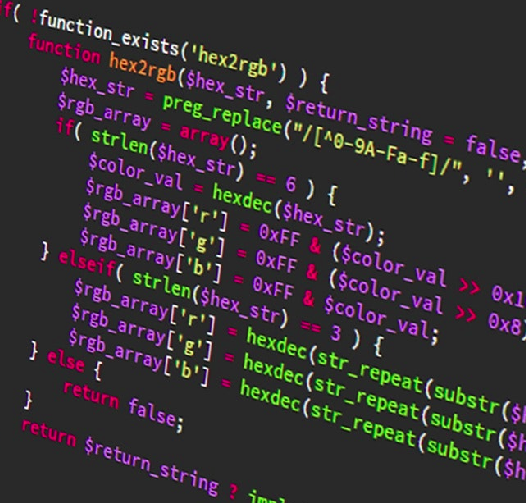 if( !function_exists('hex2rgb') ) {
function hex2rgb($hex_str, $return_string = false,
$hex_str = preg_replace("/[^0-9A-Fa-f]/", '',
$rgb_array = array();
if( strlen($hex_str) == 6 ) {
$color_val = hexdec($hex_str);
$rgb_array['r'] = 0xFF & ($color_val >> 0x1
$rgb_array['g'] = 0xFF & ($color_val >> 0x8)
$rgb_array['b'] = 0xFF & $color_val;
} elseif( strlen($hex_str) == 3 ) {
$rgb_array['r'] = hexdec(str_repeat(substr($h
$rgb_array['g'] = hexdec(str_repeat(substr($h
$rgb_array['b'] = hexdec(str_repeat(substr($h
} else {
return false;
}
return $return_string ? impl